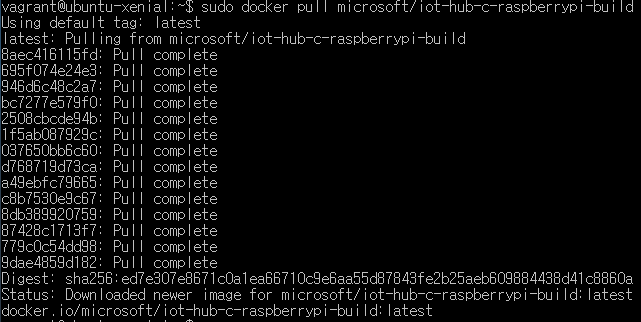 vagrant@ubuntu-xenial:~$ sudo docker pull microsoft/iot-hub-c-raspberrypi-build
Using default tag: latest
latest: Pulling from microsoft/iot-hub-c-raspberrypi-build
8aec416115fd: Pull complete
695f074e24e3: Pull complete
946d6c48c2a7: Pull complete
bc7277e579f0: Pull complete
2508cbcde94b: Pull complete
1f5ab087929c: Pull complete
037650bb6c60: Pull complete
d768719d73ca: Pull complete
a49ebfc79665: Pull complete
c8b7530e9c67: Pull complete
8db389920759: Pull complete
87428c1713f7: Pull complete
779c0c54dd98: Pull complete
9dae4859d182: Pull complete
Digest: sha256:ed7e307e8671c0a1ea66710c9e6aa55d87843fe2b25aeb609884438d41c8860a
Status: Downloaded newer image for microsoft/iot-hub-c-raspberrypi-build:latest
docker.io/microsoft/iot-hub-c-raspberrypi-build:latest